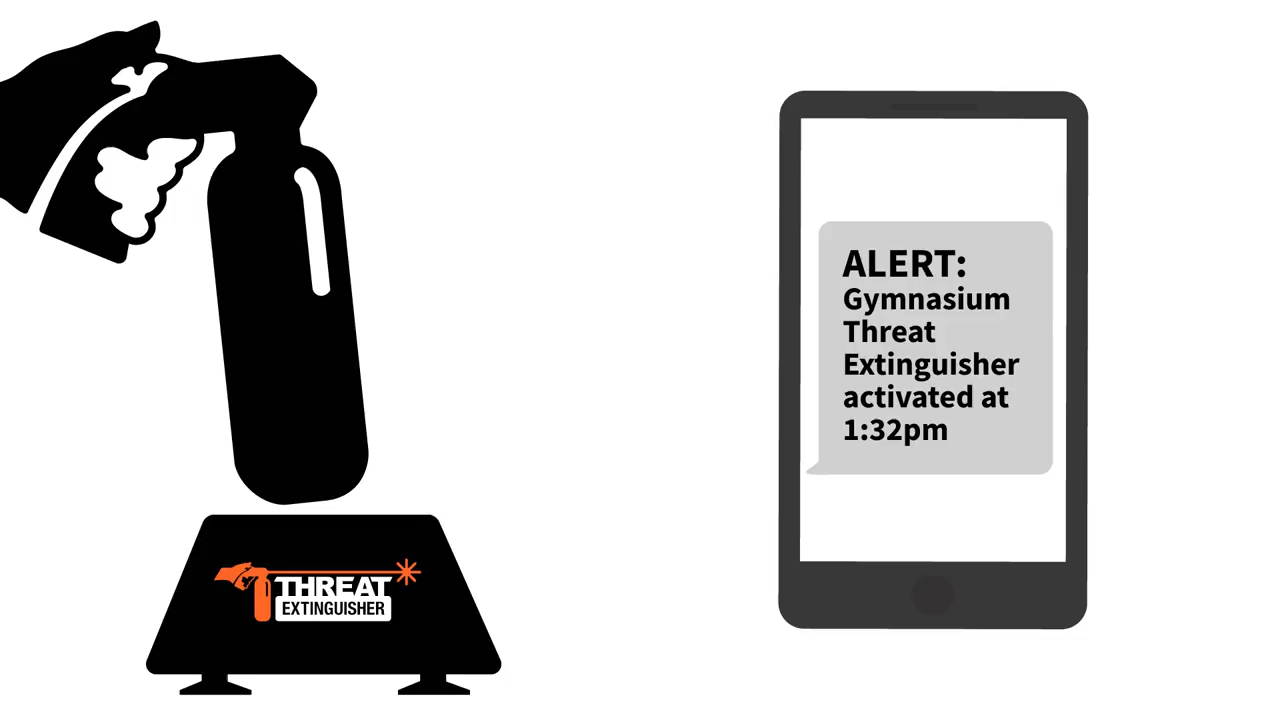 THREAT
EXTINGUISHER
ALERT:
Gymnasium
Threat
Extinguisher
activated at
1:32pm